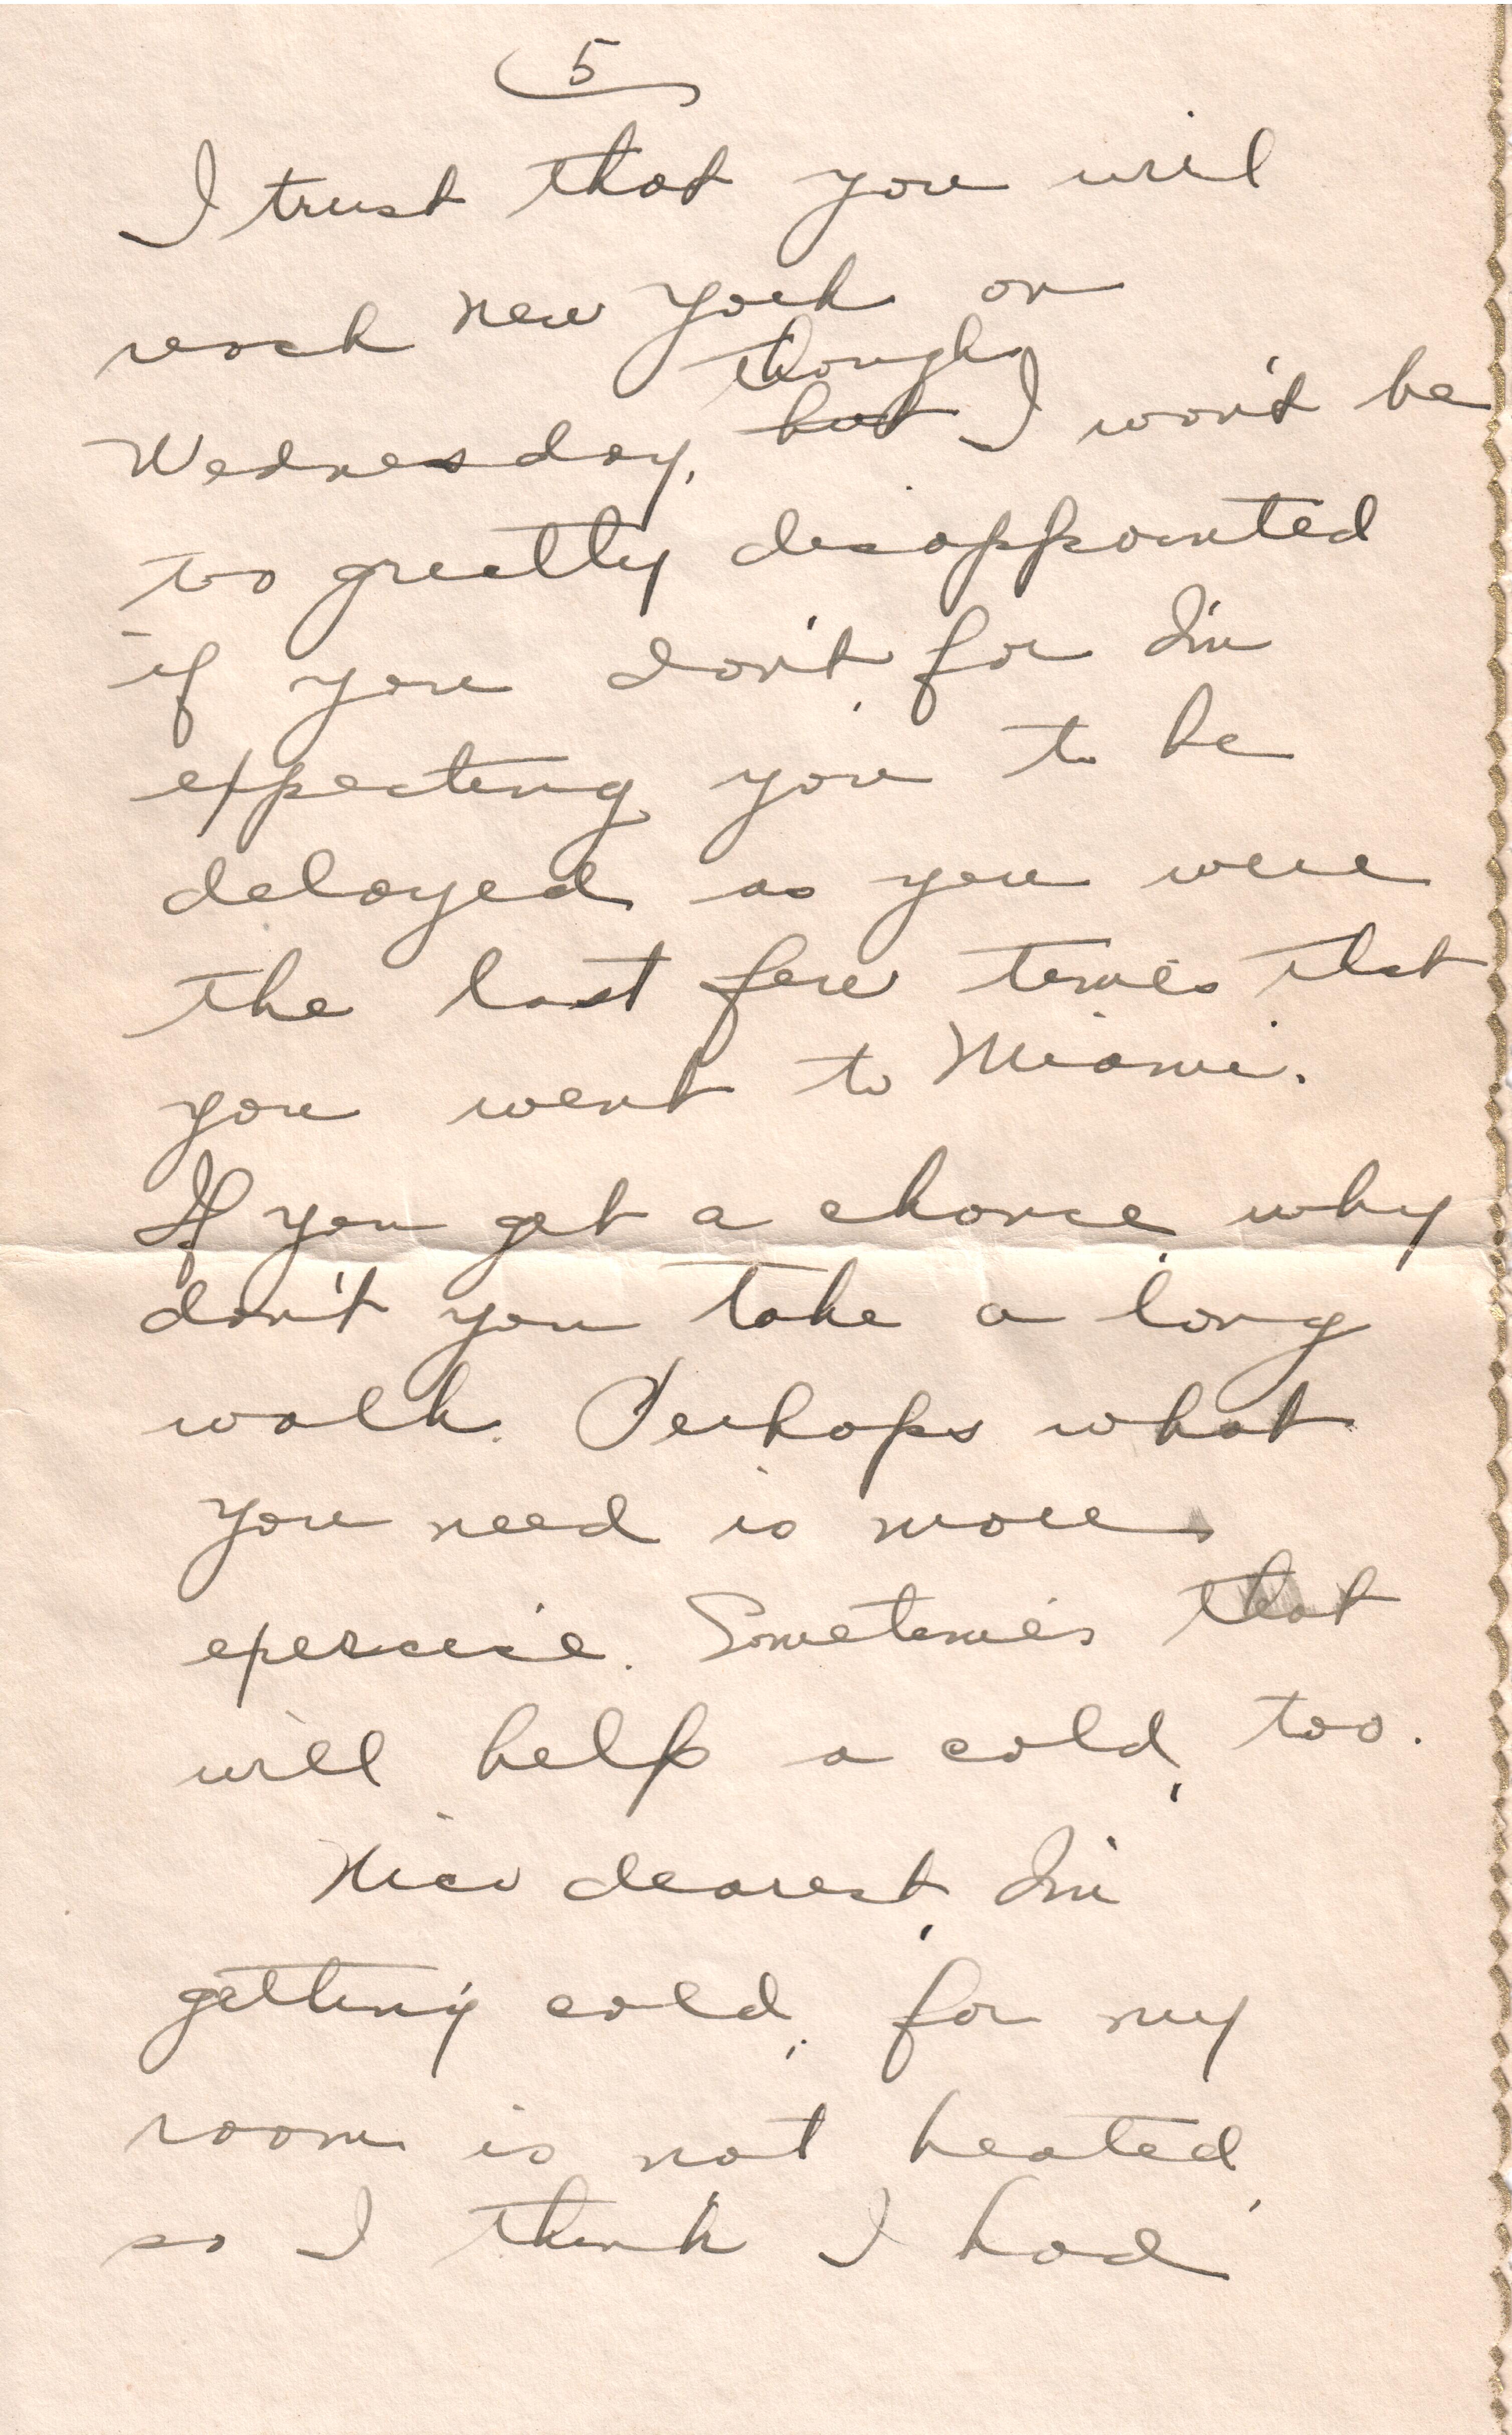 5
I trust that you will
reach New York on
though
Wednesday, but I won't be
too greatly disappointed
if you don't, for I'm
expecting you to be
delayed as you were
the last few times that
you went to Miami.
If you get a chance, why
don't you take a long
walk. Perhaps what
you need is more
exercise. Sometimes that
will help a cold, too.
dearest, I'm
getting cold, for my
room is not heated,
so I think I had